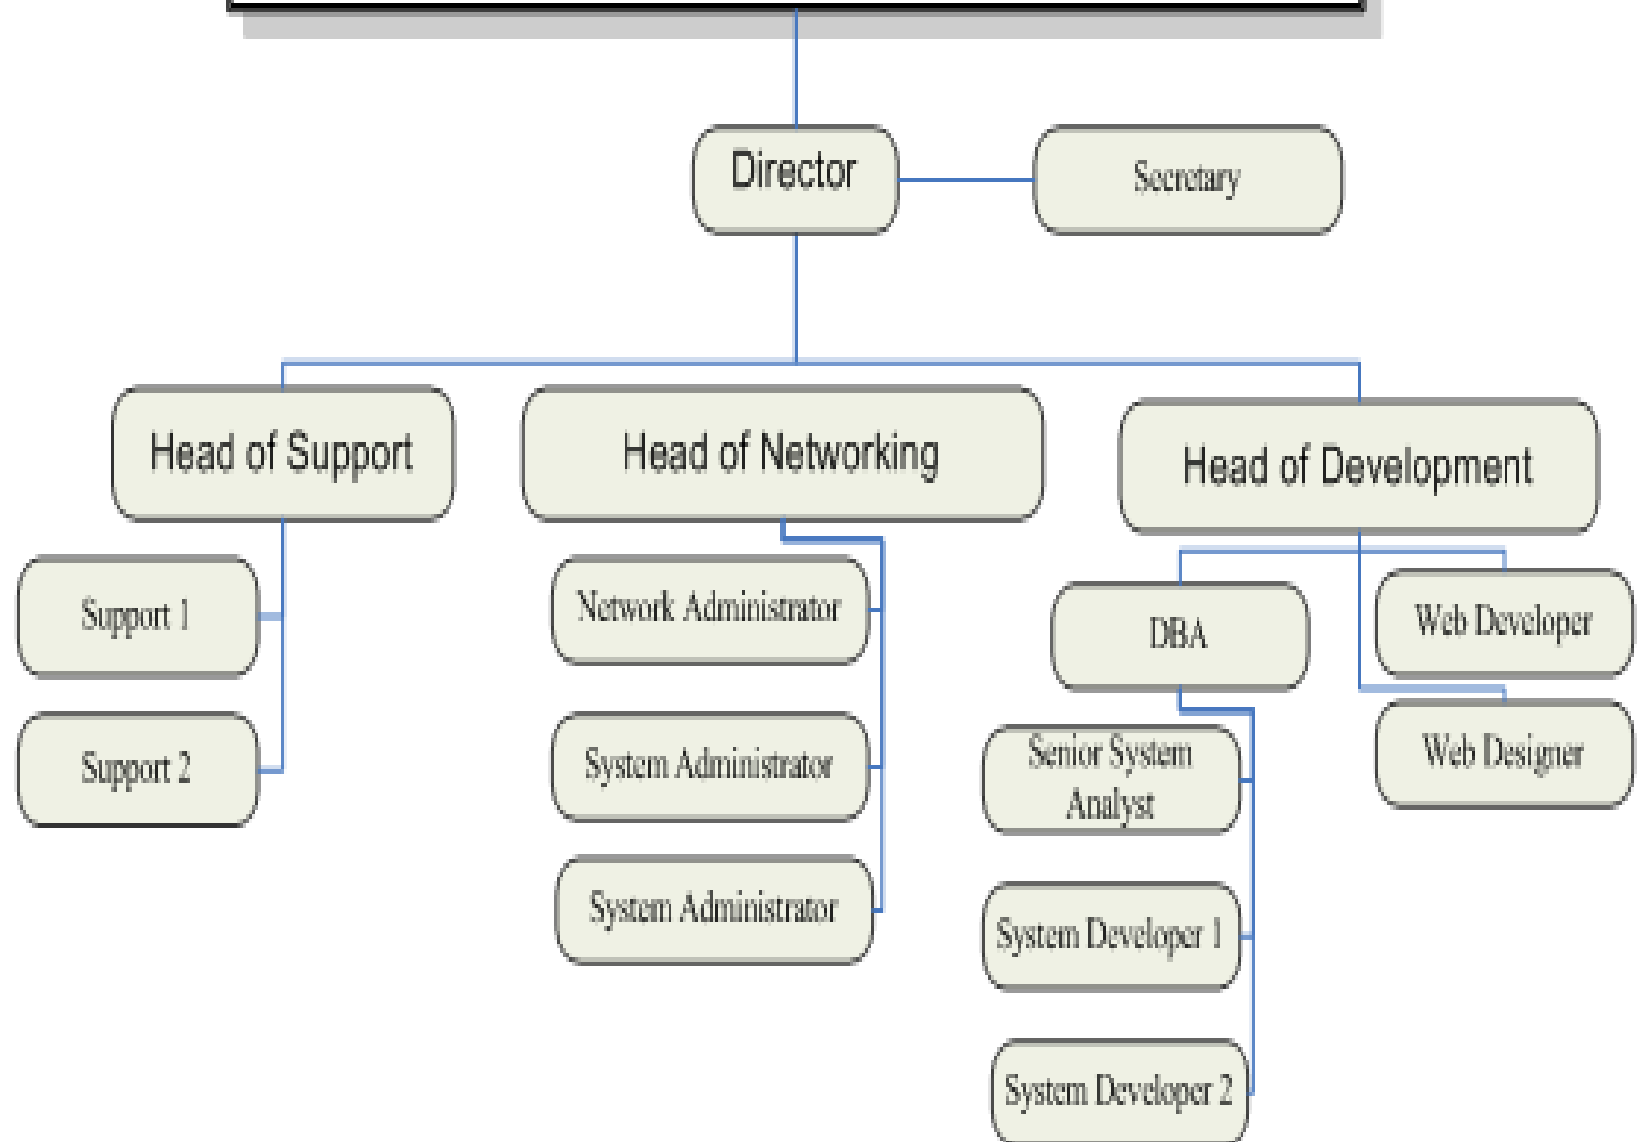 Director
Secretary
Head of Support
Head of Networking
Head of Development
Support 1
Support 2
Network Administrator
System Administrator
System Administrator
DBA
Senior System
Analyst
System Developer 1
System Developer 2
Web Developer
Web Designer